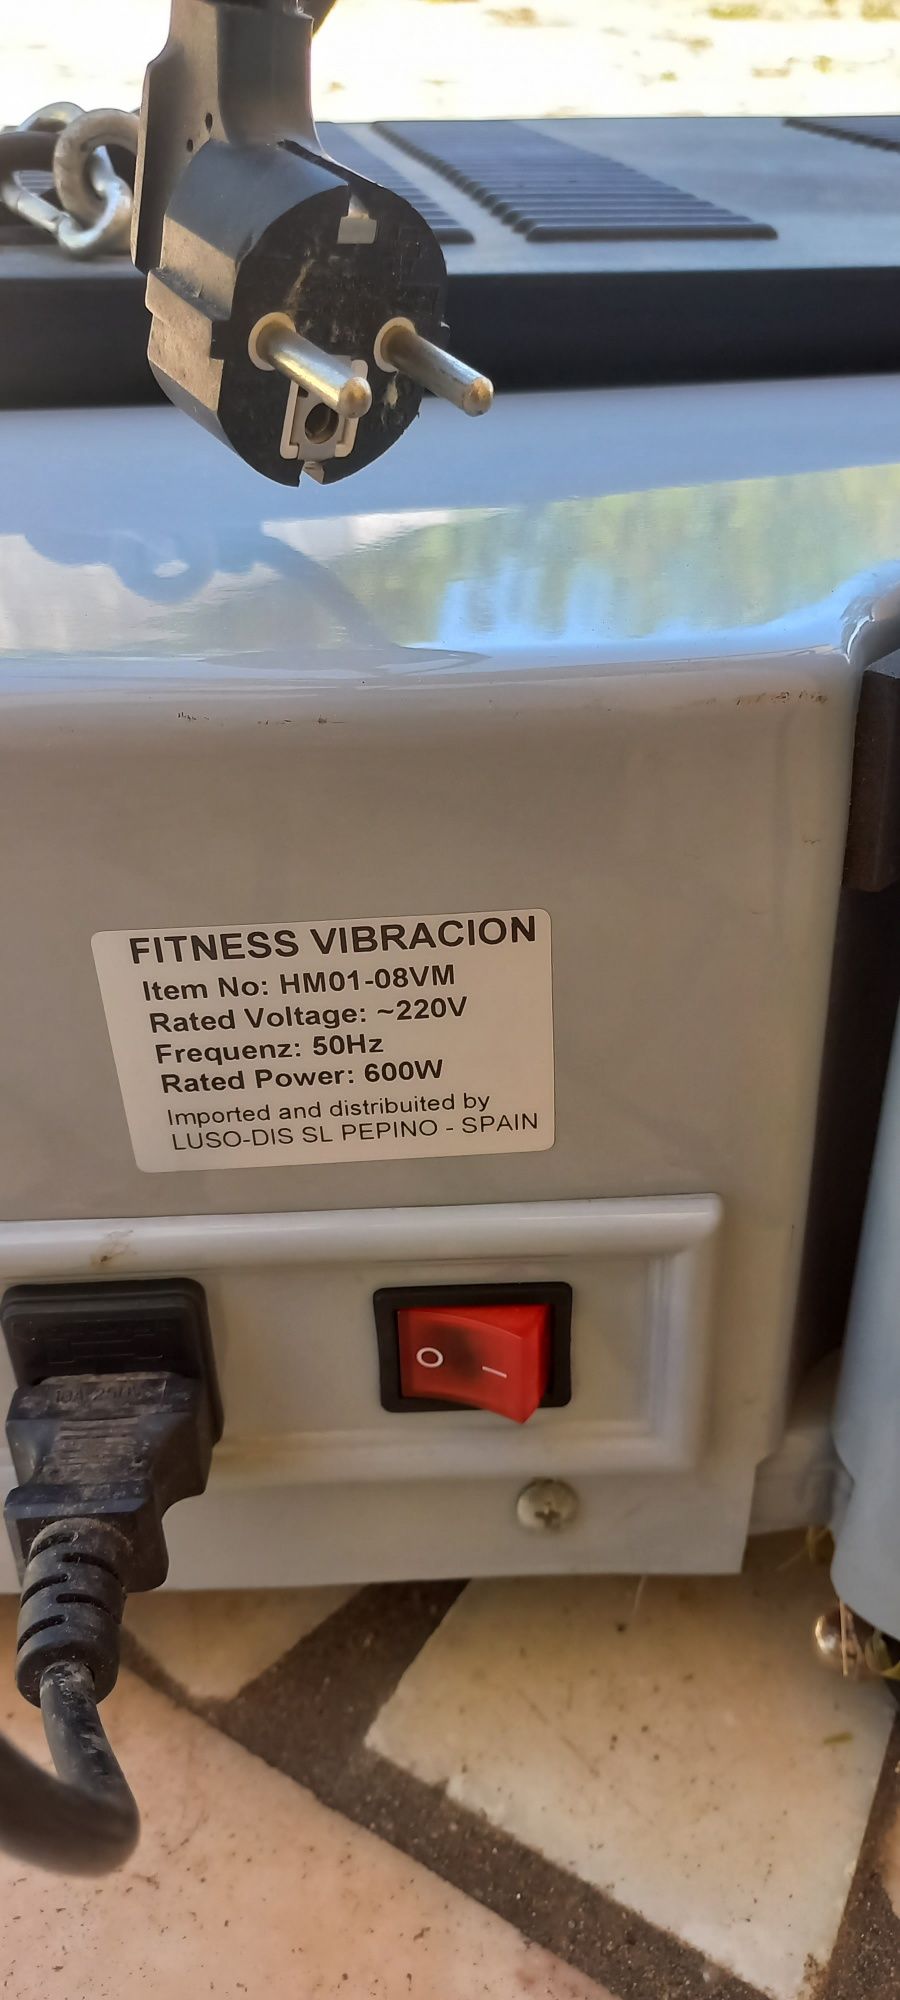 FITNESS VIBRACION
Item No: HM01-08VM
Rated Voltage: ~220V
Frequenz: 50Hz
Rated Power: 600W
Imported and distribuited by
LUSO-DIS SL PEPINO - SPAIN
O I